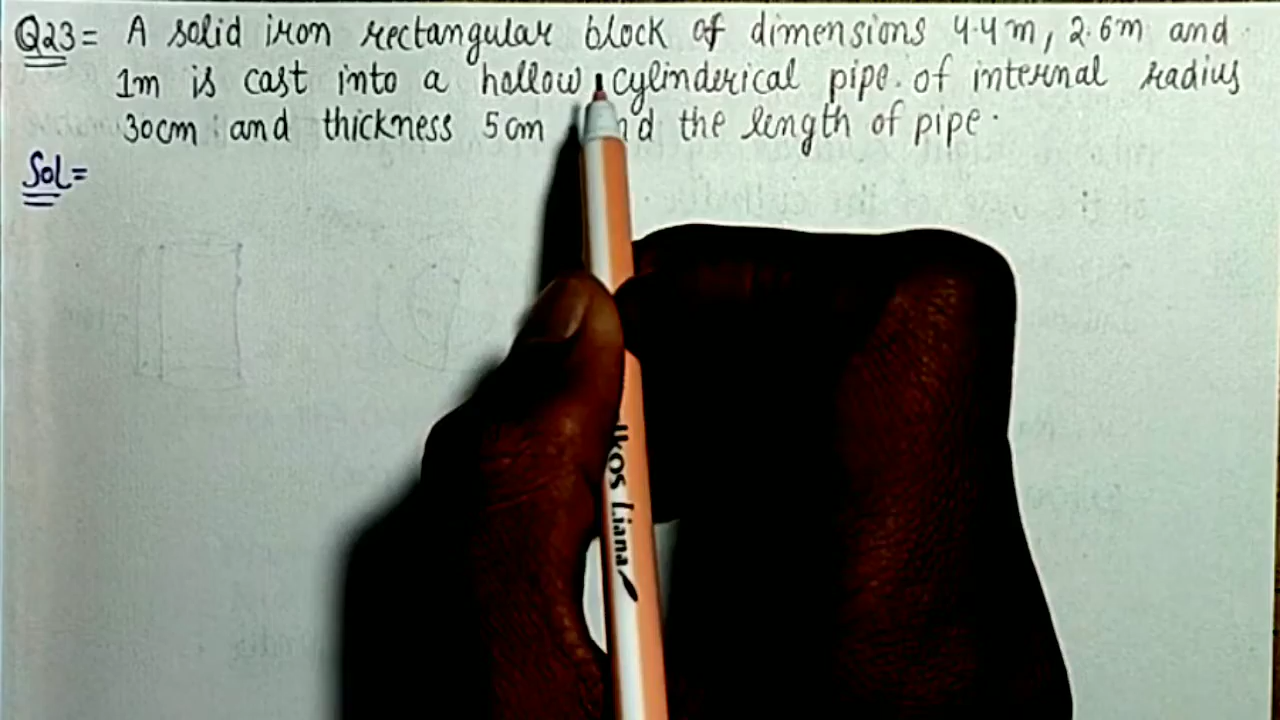 Q23= A solid iron rectangular block of dimensions 4.4m, 2.6m and
1m is cast into a hollow cylinderical pipe. of internal radius
30cm and thickness 5cm the length of pipe.
Sol=
Liana